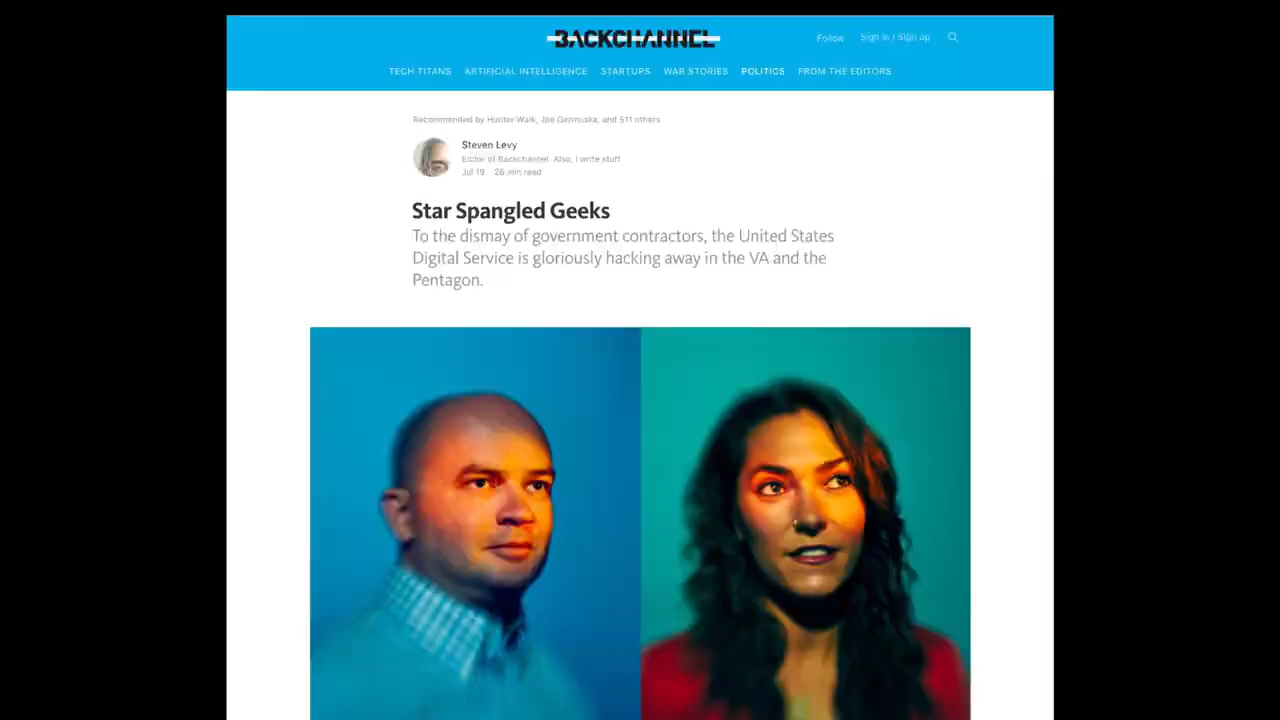 BACKCHANNEL
Follow Sign in / Sign up
TECH TITANS ARTIFICIAL INTELLIGENCE STARTUPS WAR STORIES POLITICS FROM THE EDITORS
Recommended by Hunter Walk, Joe Germuska, and 511 others
Steven Levy
Editor of Backchannel. Also, I write stuff
Jul 19 26 min read
Star Spangled Geeks
To the dismay of government contractors, the United States
Digital Service is gloriously hacking away in the VA and the
Pentagon.